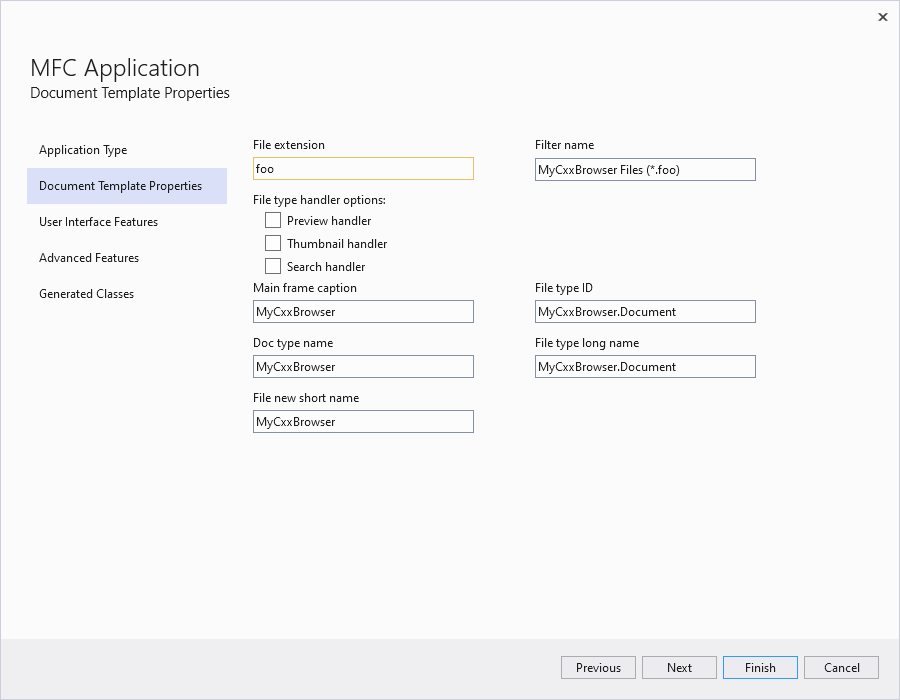 MFC Application
Document Template Properties
Application Type
Document Template Properties
User Interface Features
Advanced Features
Generated Classes
File extension
foo
Filter name
MyCxxBrowser Files (*.foo)
File type handler options:
Preview handler
Thumbnail handler
Search handler
Main frame caption
MyCxxBrowser
File type ID
MyCxxBrowser.Document
Doc type name
MyCxxBrowser
File type long name
MyCxxBrowser.Document
File new short name
MyCxxBrowser
Previous
Next
Finish
Cancel